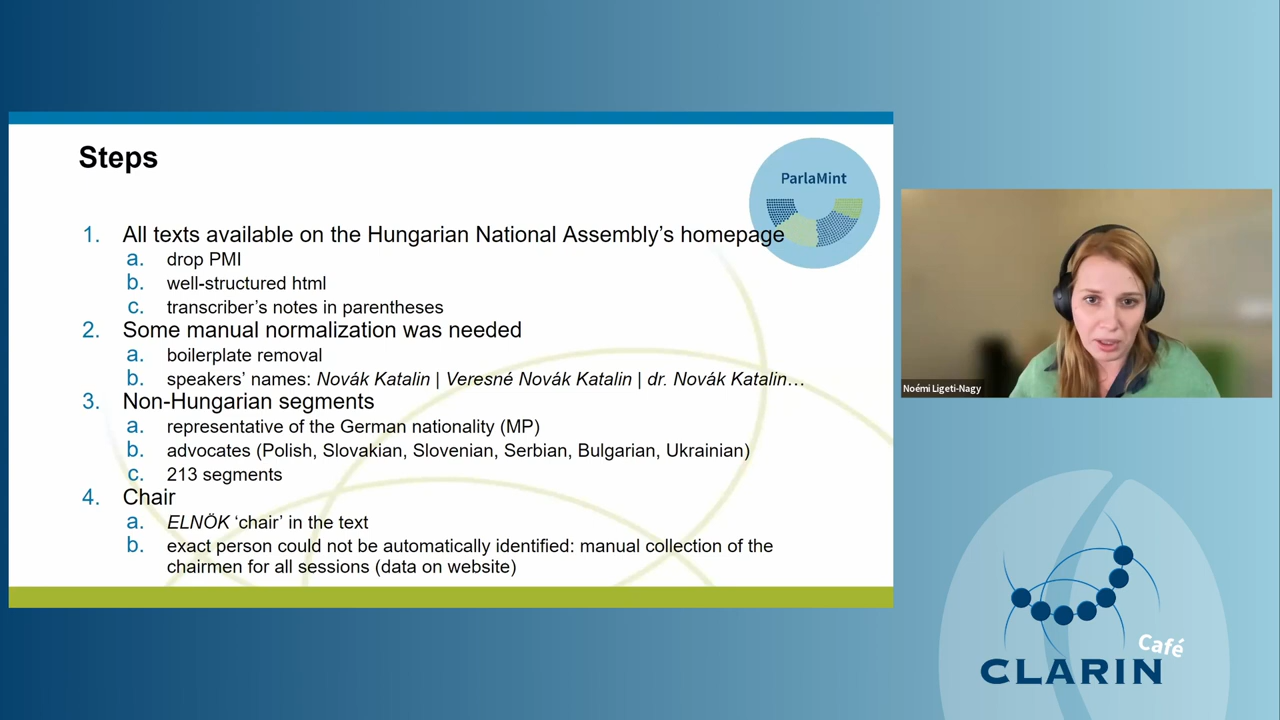 Steps
ParlaMint
1. All texts available on the Hungarian National Assembly's homepage
a. drop PMI
b. well-structured html
c. transcriber's notes in parentheses
2. Some manual normalization was needed
a. boilerplate removal
b. speakers' names: Novák Katalin | Veresné Novák Katalin | dr. Novák Katalin…
3. Non-Hungarian segments
a. representative of the German nationality (MP)
b. advocates (Polish, Slovakian, Slovenian, Serbian, Bulgarian, Ukrainian)
c. 213 segments
4. Chair
a. ELNÖK 'chair' in the text
b. exact person could not be automatically identified: manual collection of the
chairmen for all sessions (data on website)
Noémi Ligeti-Nagy
Café
CLARIN